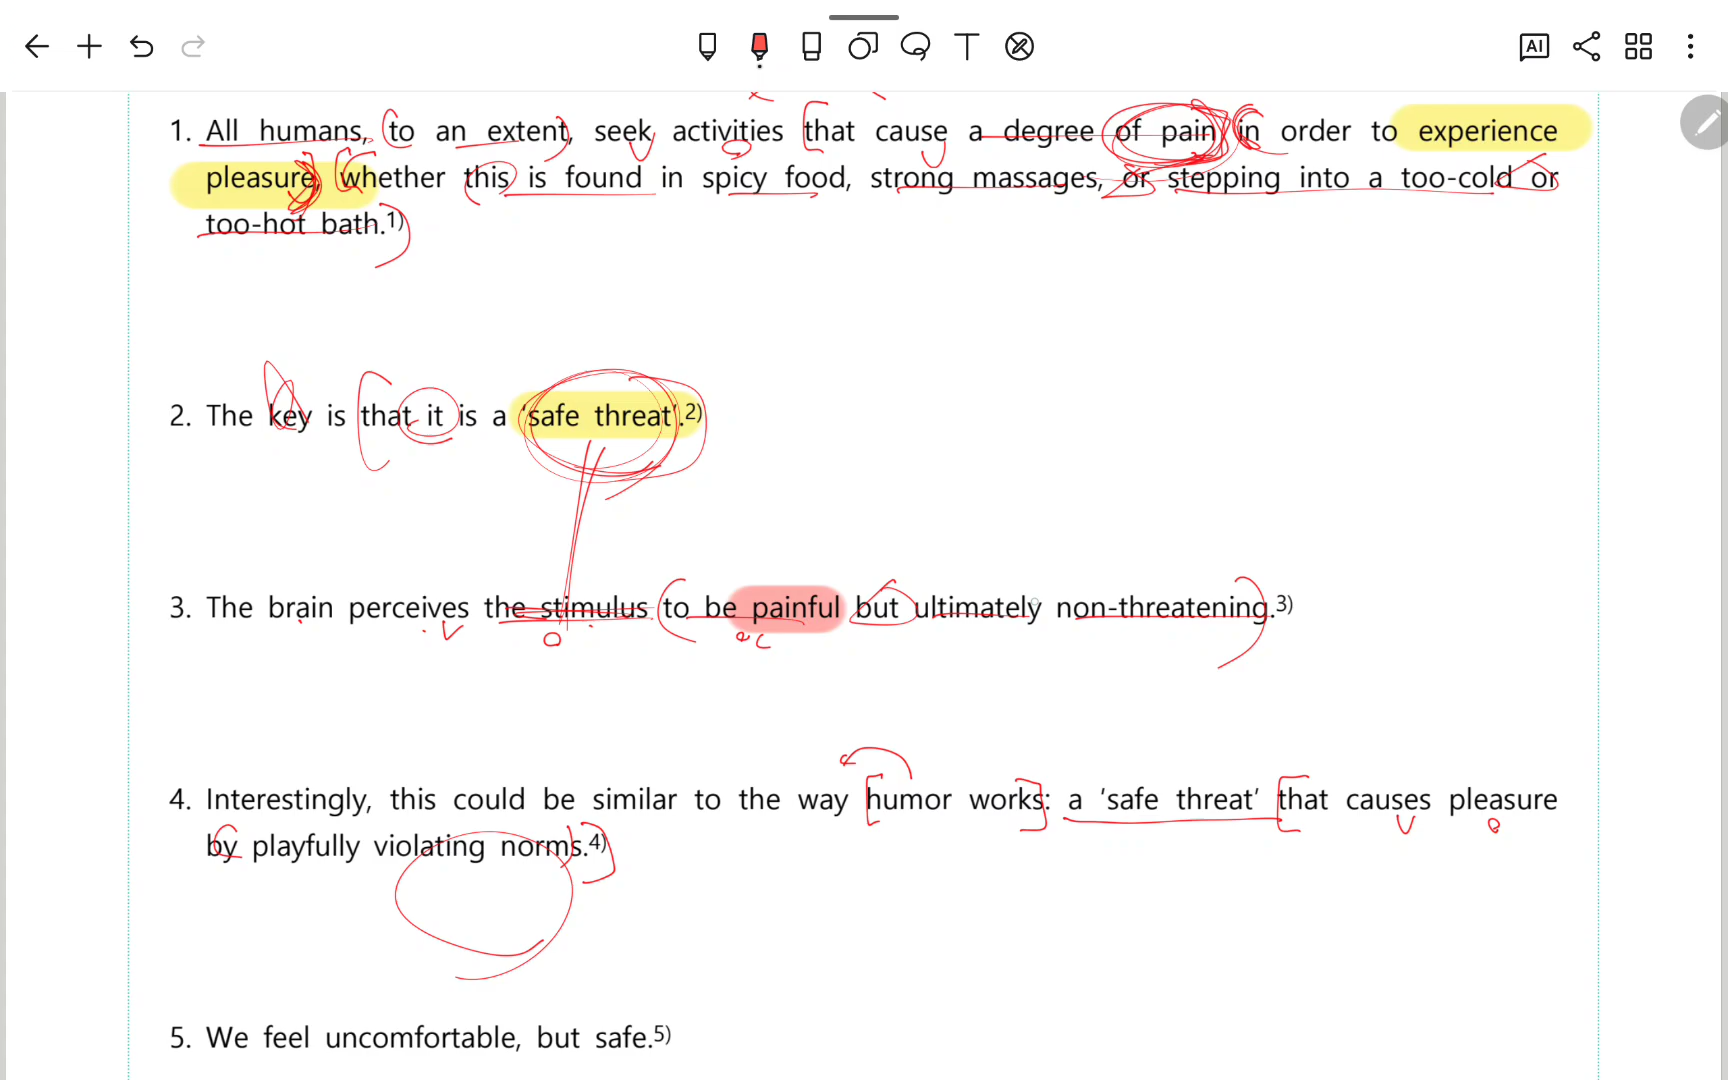 AI
1. All humans, to an extent, seek activities that cause a degree of pain in order to experience
pleasure, whether this is found in spicy food, strong massages, or stepping into a too-cold or
too-hot bath.1)
2. The key is that it is a ‘safe threat’.2)
3. The brain perceives the stimulus to be painful but ultimately non-threatening.3)
4. Interestingly, this could be similar to the way humor works: a ‘safe threat’ that causes pleasure
by playfully violating norms.4)
5. We feel uncomfortable, but safe.5)